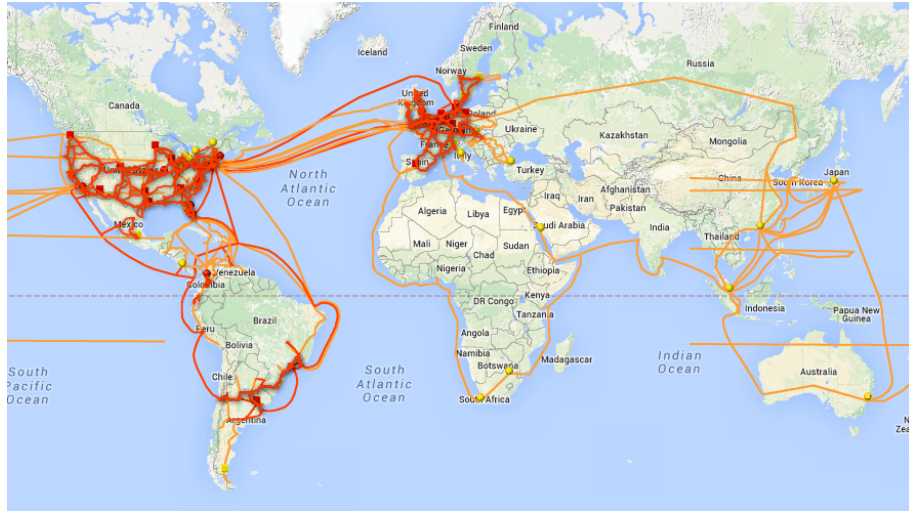 Iceland
Finland
Sweden
Norway
Russia
Canada
United
Kingdom
Poland
Ukraine
Kazakhstan
Mongolia
France
Spain
Italy
Turkey
North
Atlantic
Ocean
China
South Korea
Japan
Afghanistan
Iraq
Iran
Pakistan
Algeria
Libya
Egypt
Saudi Arabia
India
Mexico
Mali
Niger
Chad
Sudan
Thailand
Nigeria
Ethiopia
Venezuela
Colombia
DR Congo
Kenya
Tanzania
Indonesia
Papua New
Guinea
Peru
Brazil
Bolivia
Angola
Namibia
Botswana
Madagascar
Indian
Ocean
Australia
South
Pacific
Ocean
Chile
South
Atlantic
Ocean
South Africa
Argentina
N
Zea